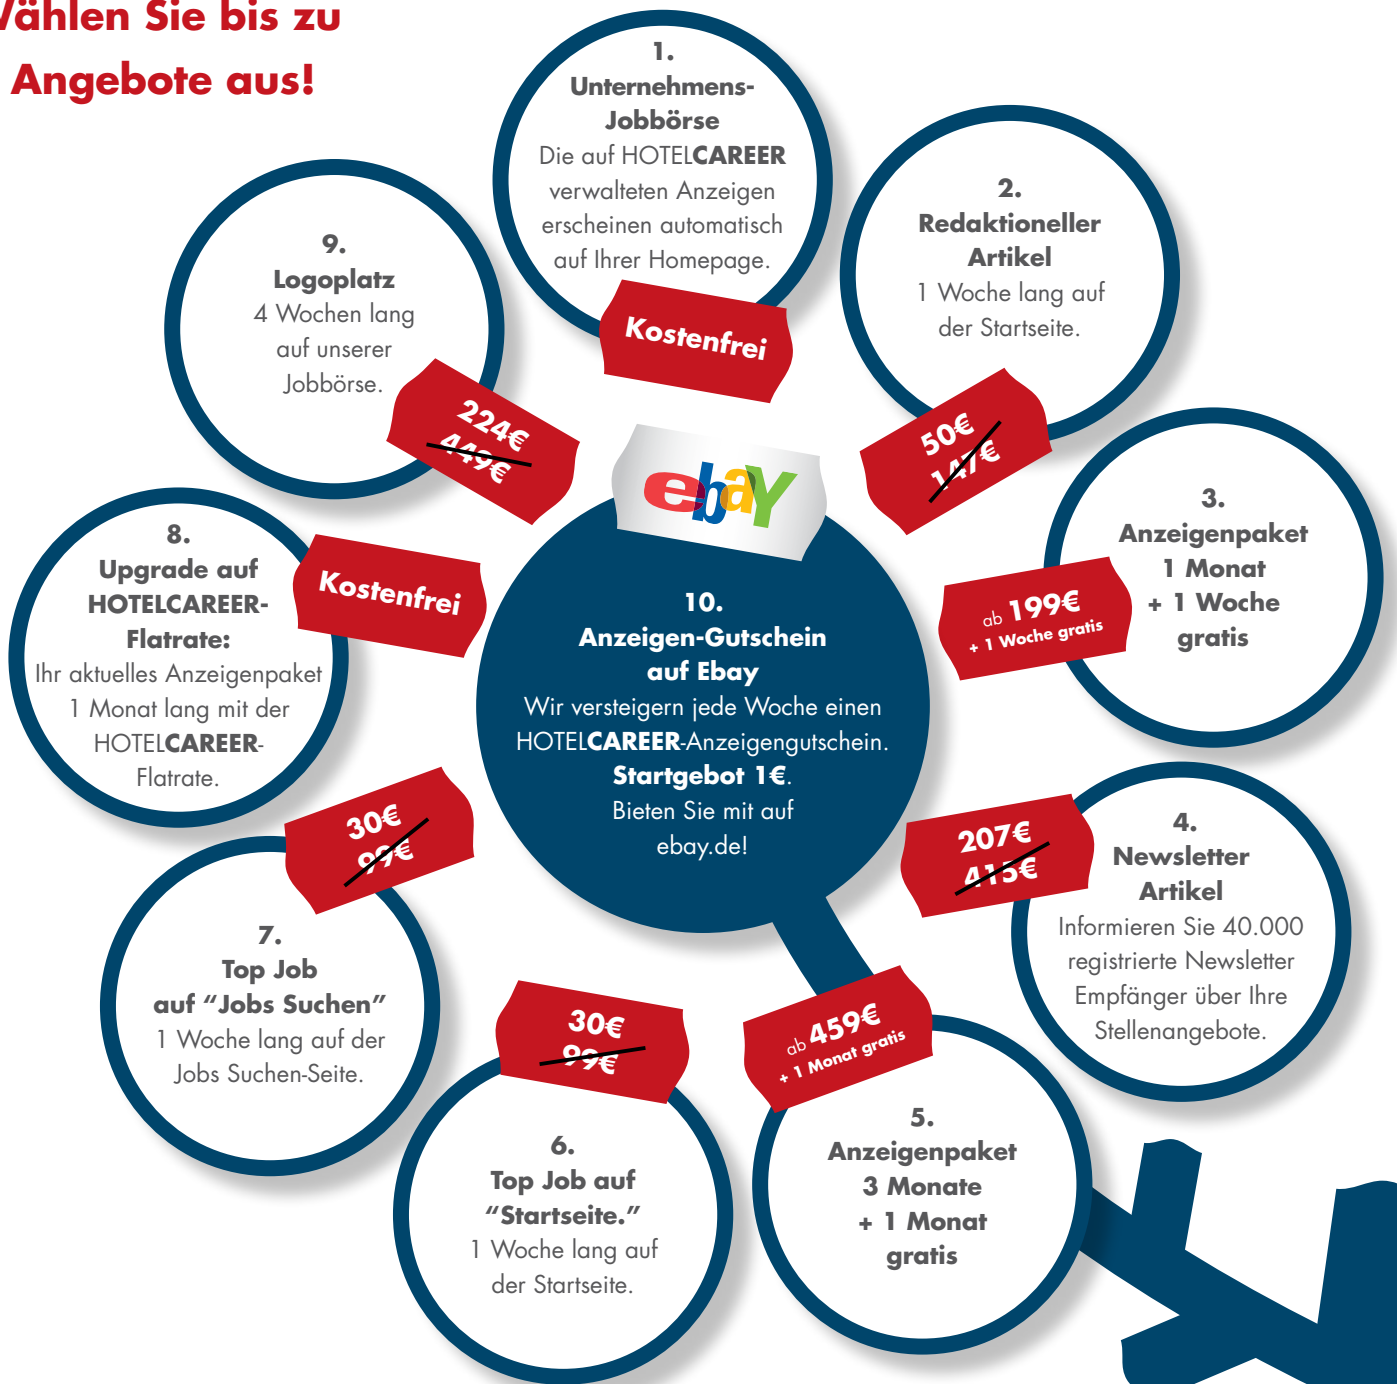 Wählen Sie bis zu
Angebote aus!
1.
Unternehmens-
Jobbörse
Die auf HOTELCAREER
verwalteten Anzeigen
erscheinen automatisch
auf Ihrer Homepage.
Kostenfrei
2.
Redaktioneller
Artikel
1 Woche lang auf
der Startseite.
50€
147€
3.
Anzeigenpaket
1 Monat
+ 1 Woche
gratis
ab 199€
+ 1 Woche gratis
4.
Newsletter
Artikel
Informieren Sie 40.000
registrierte Newsletter
Empfänger über Ihre
Stellenangebote.
207€
415€
5.
Anzeigenpaket
3 Monate
+ 1 Monat
gratis
ab 459€
+ 1 Monat gratis
6.
Top Job auf
“Startseite.”
1 Woche lang auf
der Startseite.
30€
99€
7.
Top Job
auf “Jobs Suchen”
1 Woche lang auf der
Jobs Suchen-Seite.
30€
99€
8.
Upgrade auf
HOTELCAREER-
Flatrate:
Ihr aktuelles Anzeigenpaket
1 Monat lang mit der
HOTELCAREER-
Flatrate.
Kostenfrei
9.
Logoplatz
4 Wochen lang
auf unserer
Jobbörse.
224€
449€
ebay
10.
Anzeigen-Gutschein
auf Ebay
Wir versteigern jede Woche einen
HOTELCAREER-Anzeigengutschein.
Startgebot 1€.
Bieten Sie mit auf
ebay.de!